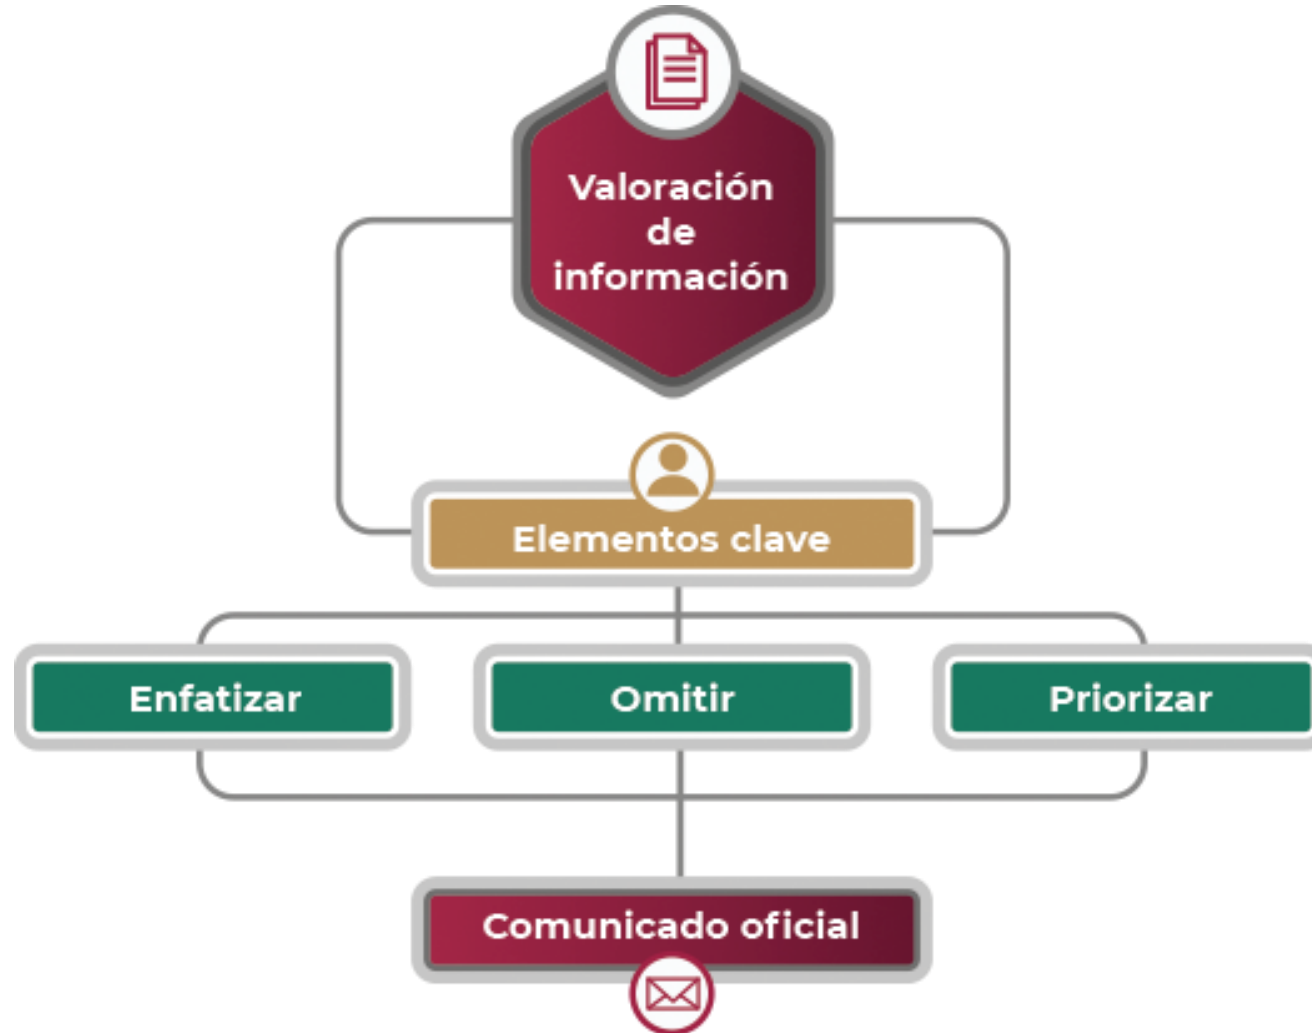 Valoración
de
información
Elementos clave
Enfatizar
Omitir
Priorizar
Comunicado oficial